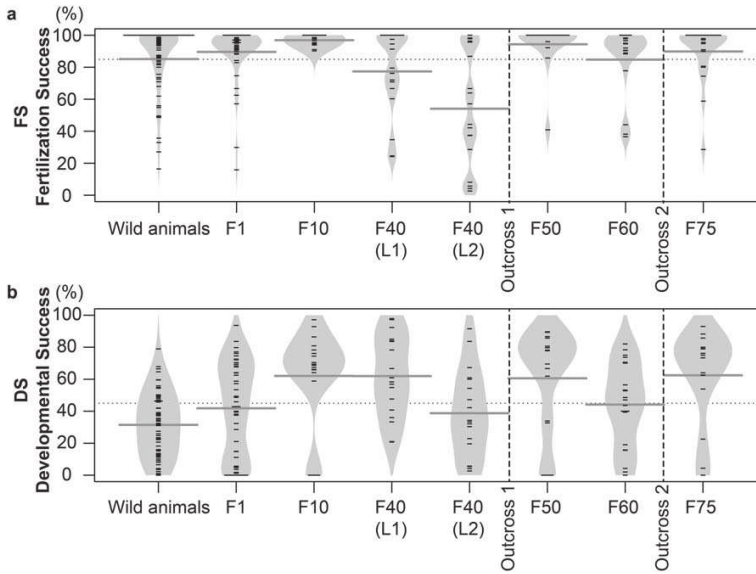 a (%)
FS
Fertilization Success
100
80
60
40
20
0
Wild animals F1 F10 F40 (L1) F40 (L2) Outcross 1 F50 F60 Outcross 2 F75
b (%)
DS
Developmental Success
100
80
60
40
20
0
Wild animals F1 F10 F40 (L1) F40 (L2) Outcross 1 F50 F60 Outcross 2 F75